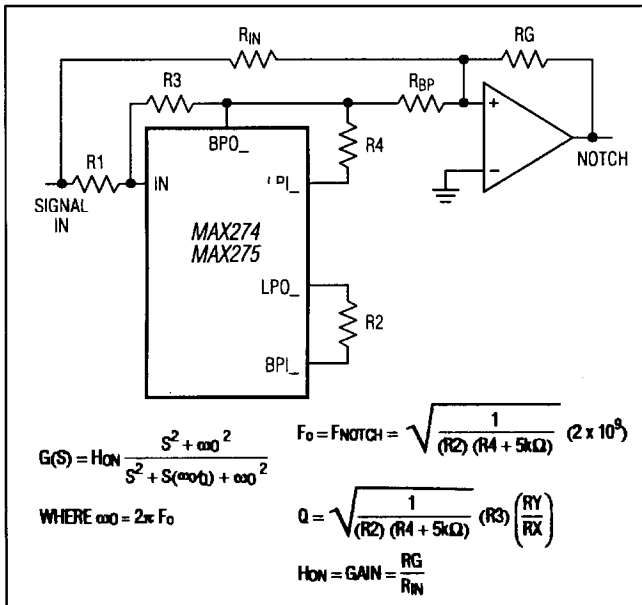 RIN
RG
R3
RBP
R1
BPO_
R4
+
IN
LPI_
−
NOTCH
SIGNAL
IN
MAX274
MAX275
LPO_
R2
BPI_
G(S) = HON (S² + ω0²) / (S² + S(ω0/Q) + ω0²)
F0 = FNOTCH = √(1 / ((R2) (R4 + 5kΩ))) (2 x 10⁹)
WHERE ω0 = 2π F0
Q = √(1 / ((R2) (R4 + 5kΩ))) (R3) (RY/RX)
HON = GAIN = RG/RIN